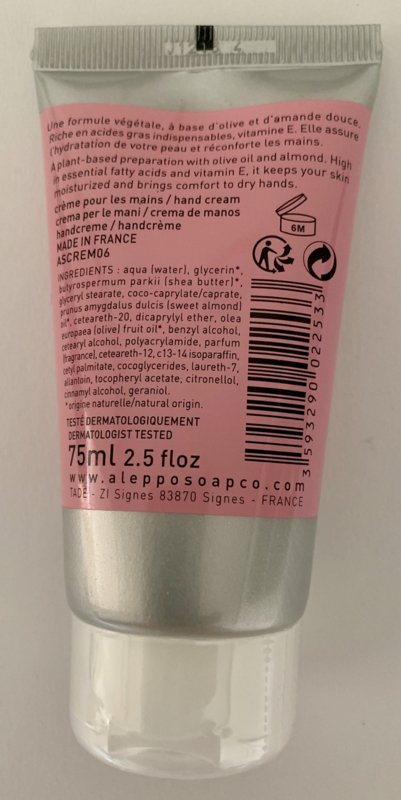 Une formule végétale, à base d'olive et d'amande douce.
Riche en acides gras indispensables, vitamine E. Elle assure
l'hydratation de votre peau et réconforte les mains.
A plant-based preparation with olive oil and almond. High
in essential fatty acids and vitamin E, it keeps your skin
moisturized and brings comfort to dry hands.
crème pour les mains / hand cream
crema per le mani / crema de manos
handcreme / handcrème
MADE IN FRANCE
ASCREM06
6M
INGREDIENTS : aqua (water), glycerin*,
butyrospermum parkii (shea butter)*,
glyceryl stearate, coco-caprylate/caprate,
prunus amygdalus dulcis (sweet almond)
oil*, ceteareth-20, dicaprylyl ether, olea
europaea (olive) fruit oil*, benzyl alcohol,
cetearyl alcohol, polyacrylamide, parfum
(fragrance), ceteareth-12, c13-14 isoparaffin,
cetyl palmitate, cocoglycerides, laureth-7,
allantoin, tocopheryl acetate, citronellol,
cinnamyl alcohol, geraniol.
*origine naturelle/natural origin.
TESTÉ DERMATOLOGIQUEMENT
DERMATOLOGIST TESTED
75ml 2.5 floz
www.alepposoapco.com
TADÉ - ZI Signes 83870 Signes - FRANCE
3 593290 022533